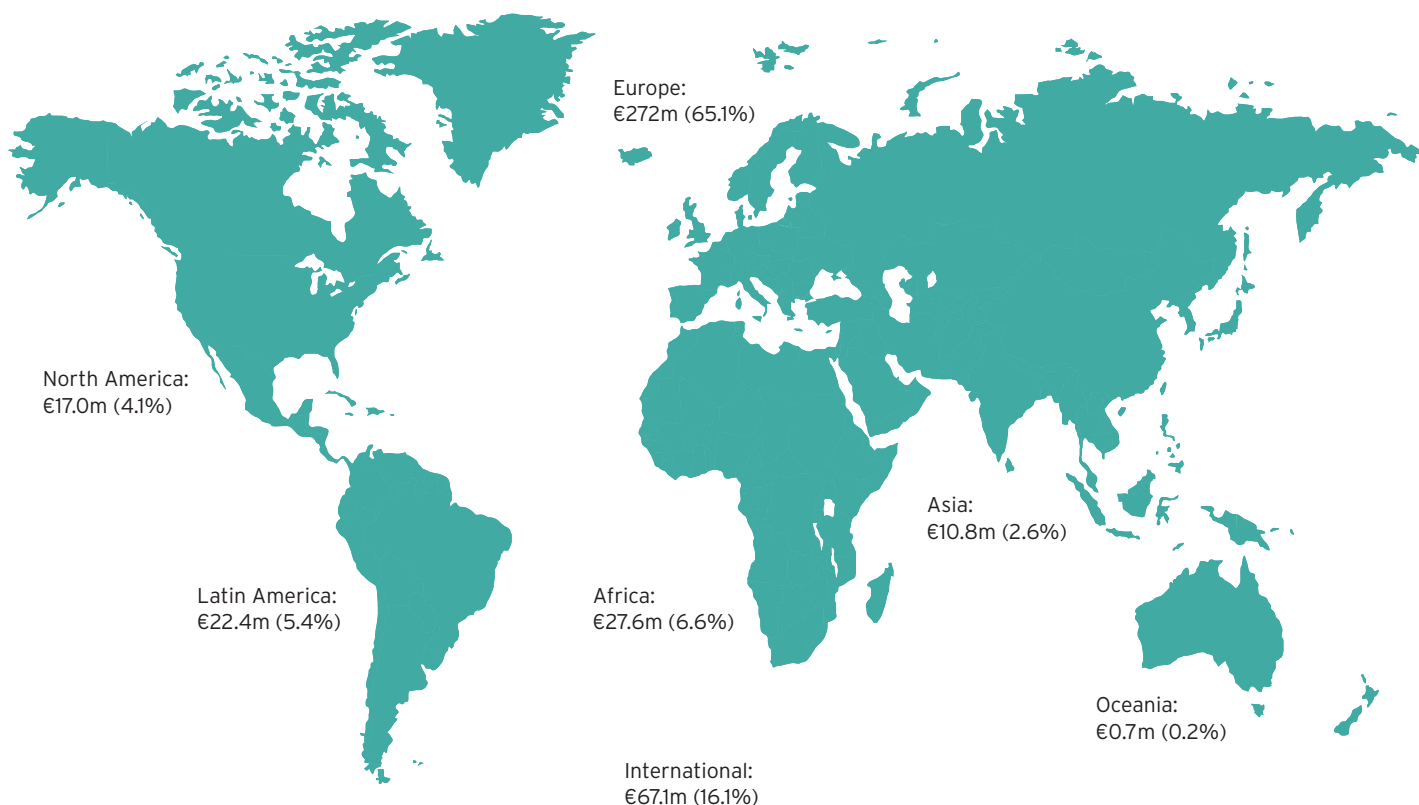 Europe:
€272m (65.1%)
North America:
€17.0m (4.1%)
Asia:
€10.8m (2.6%)
Latin America:
€22.4m (5.4%)
Africa:
€27.6m (6.6%)
Oceania:
€0.7m (0.2%)
International:
€67.1m (16.1%)